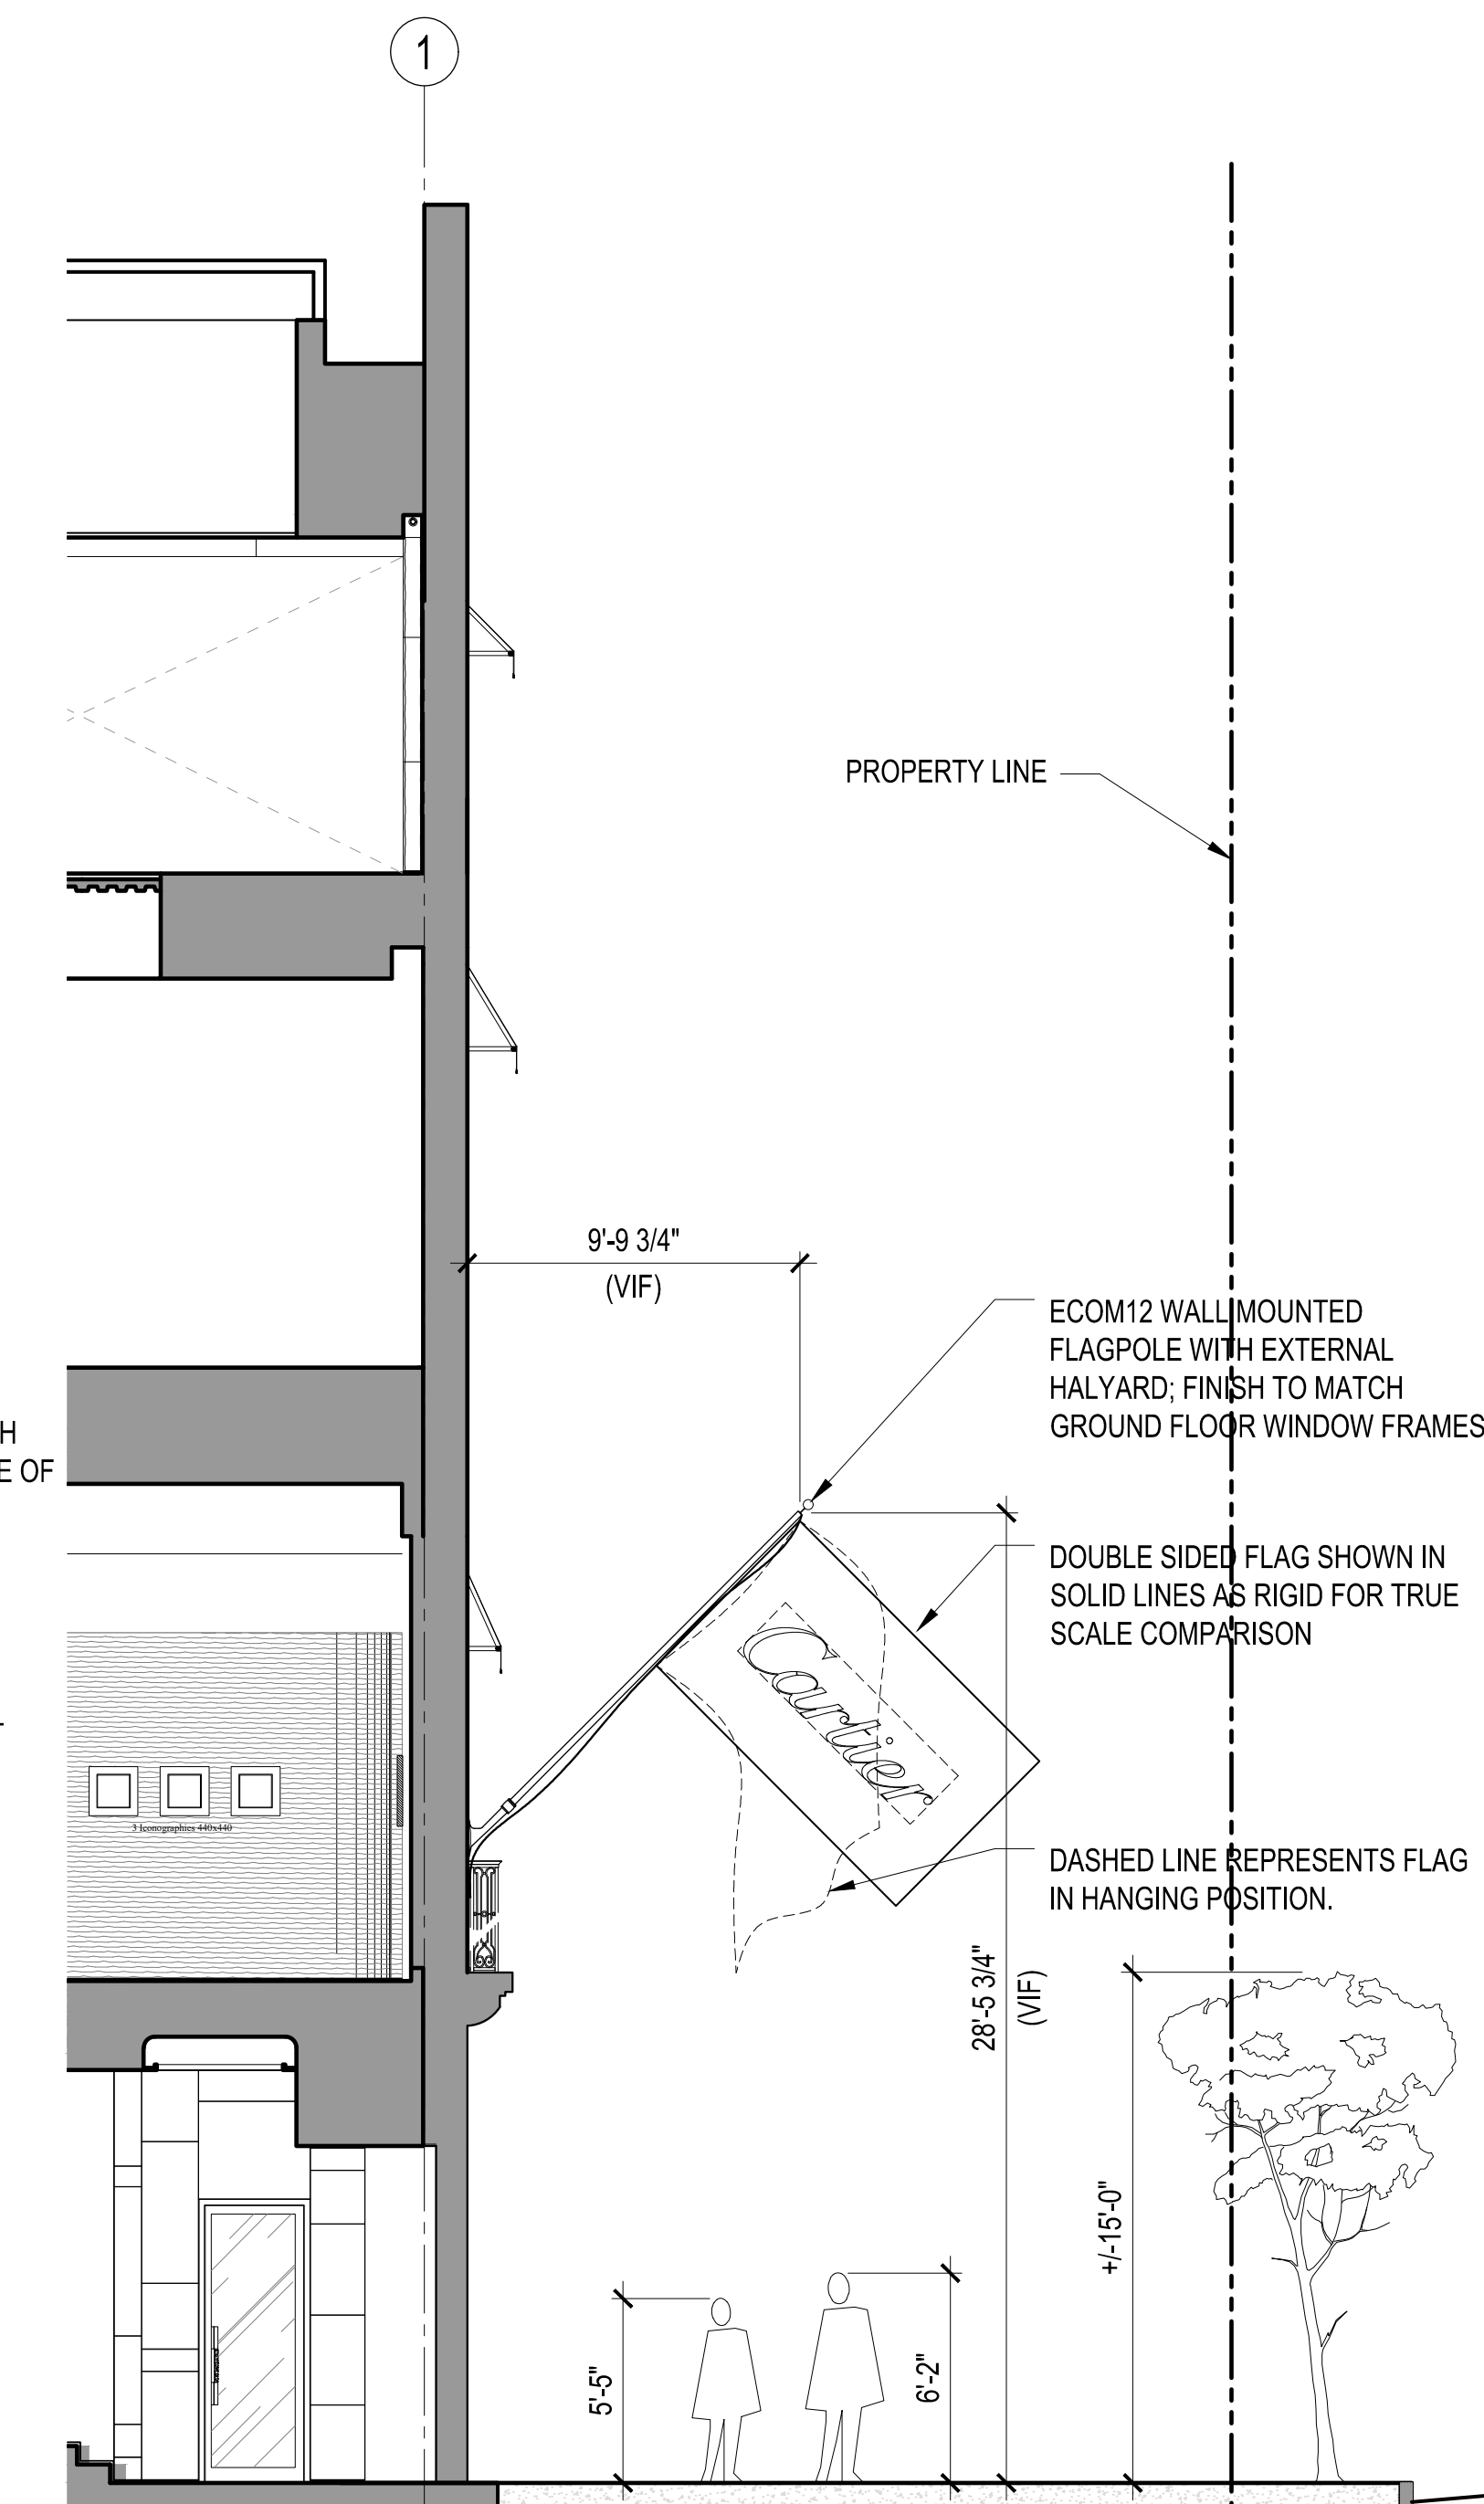 1
PROPERTY LINE
9'-9 3/4"
(VIF)
ECOM12 WALL MOUNTED
FLAGPOLE WITH EXTERNAL
HALYARD; FINISH TO MATCH
GROUND FLOOR WINDOW FRAMES
H
E OF
DOUBLE SIDED FLAG SHOWN IN
SOLID LINES AS RIGID FOR TRUE
SCALE COMPARISON
Cartier
3 Iconographics 440x440
DASHED LINE REPRESENTS FLAG
IN HANGING POSITION.
28'-5 3/4"
(VIF)
+/-15'-0"
5'-5"
6'-2"